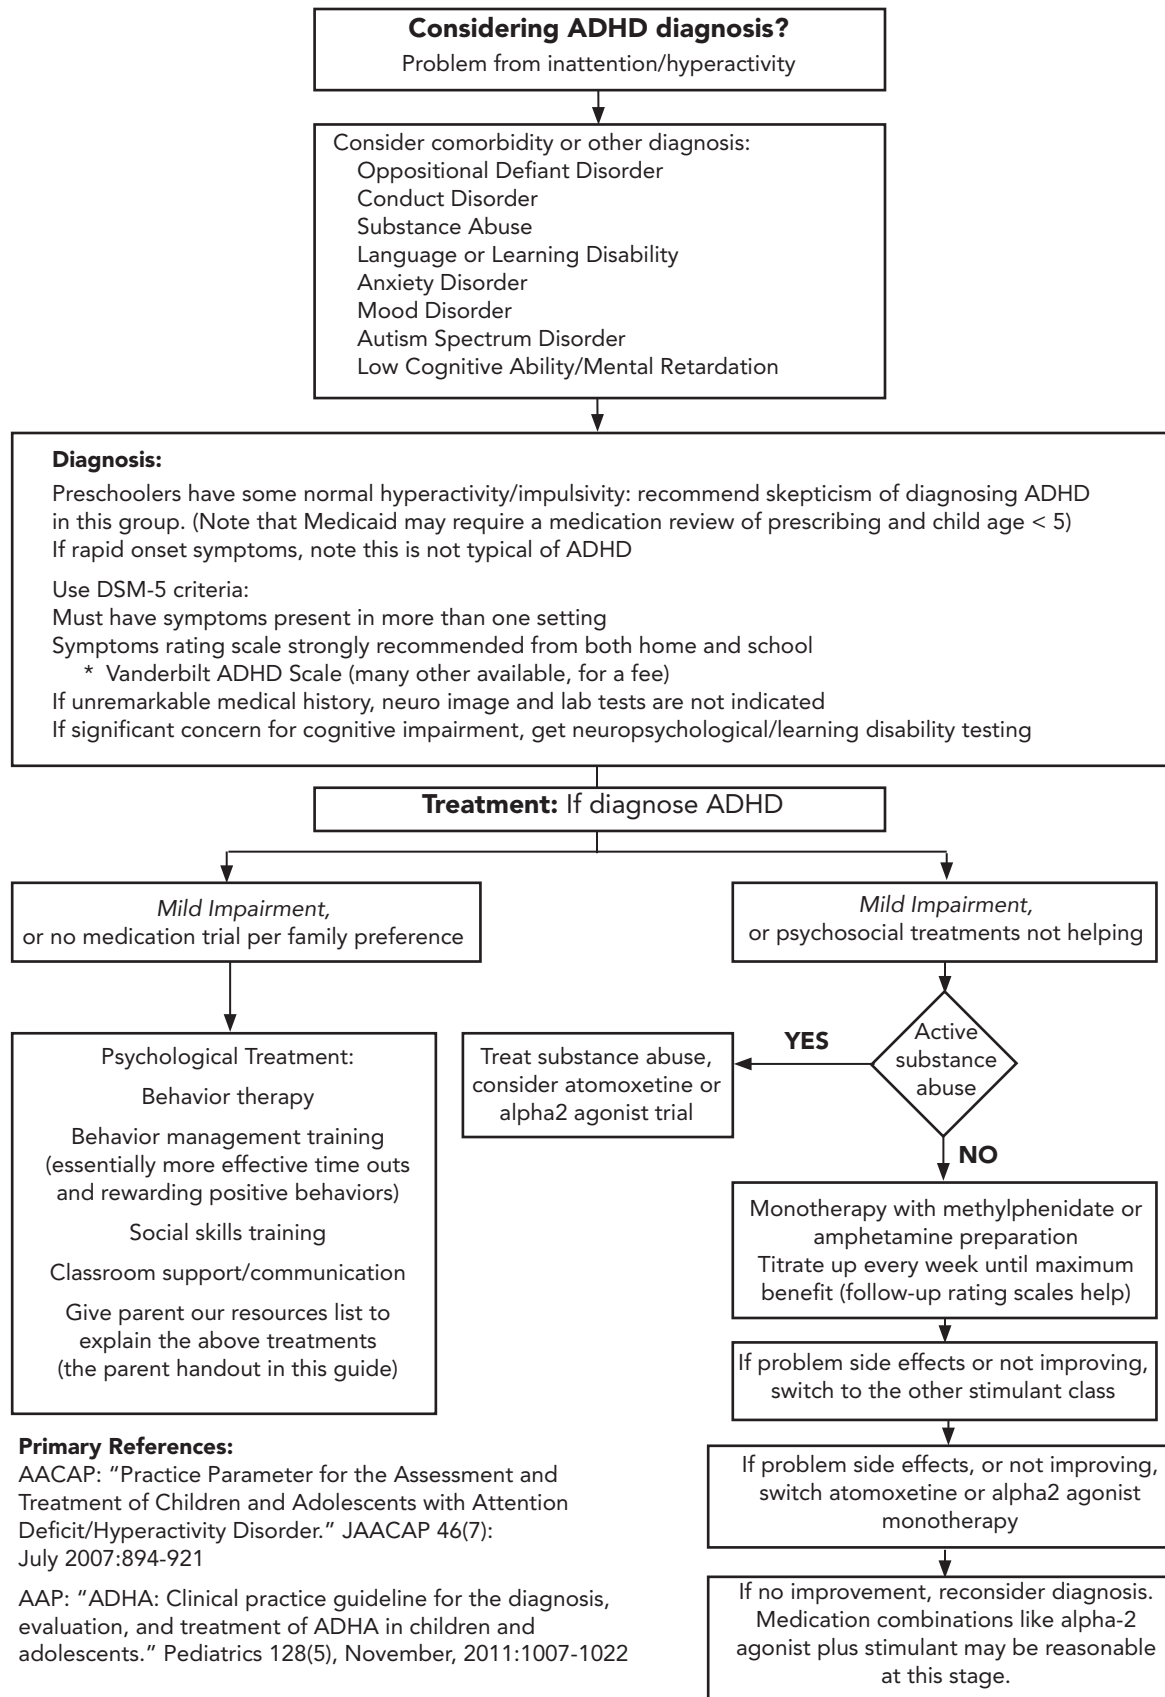 Considering ADHD diagnosis?
Problem from inattention/hyperactivity
Consider comorbidity or other diagnosis:
Oppositional Defiant Disorder
Conduct Disorder
Substance Abuse
Language or Learning Disability
Anxiety Disorder
Mood Disorder
Autism Spectrum Disorder
Low Cognitive Ability/Mental Retardation
Diagnosis:
Preschoolers have some normal hyperactivity/impulsivity: recommend skepticism of diagnosing ADHD
in this group. (Note that Medicaid may require a medication review of prescribing and child age < 5)
If rapid onset symptoms, note this is not typical of ADHD
Use DSM-5 criteria:
Must have symptoms present in more than one setting
Symptoms rating scale strongly recommended from both home and school
* Vanderbilt ADHD Scale (many other available, for a fee)
If unremarkable medical history, neuro image and lab tests are not indicated
If significant concern for cognitive impairment, get neuropsychological/learning disability testing
Treatment: If diagnose ADHD
Mild Impairment,
or no medication trial per family preference
Mild Impairment,
or psychosocial treatments not helping
Psychological Treatment:
Behavior therapy
Behavior management training
(essentially more effective time outs
and rewarding positive behaviors)
Social skills training
Classroom support/communication
Give parent our resources list to
explain the above treatments
(the parent handout in this guide)
Active
substance
abuse
YES
Treat substance abuse,
consider atomoxetine or
alpha2 agonist trial
NO
Monotherapy with methylphenidate or
amphetamine preparation
Titrate up every week until maximum
benefit (follow-up rating scales help)
If problem side effects or not improving,
switch to the other stimulant class
If problem side effects, or not improving,
switch atomoxetine or alpha2 agonist
monotherapy
If no improvement, reconsider diagnosis.
Medication combinations like alpha-2
agonist plus stimulant may be reasonable
at this stage.
Primary References:
AACAP: “Practice Parameter for the Assessment and
Treatment of Children and Adolescents with Attention
Deficit/Hyperactivity Disorder.” JAACAP 46(7):
July 2007:894-921
AAP: “ADHA: Clinical practice guideline for the diagnosis,
evaluation, and treatment of ADHA in children and
adolescents.” Pediatrics 128(5), November, 2011:1007-1022